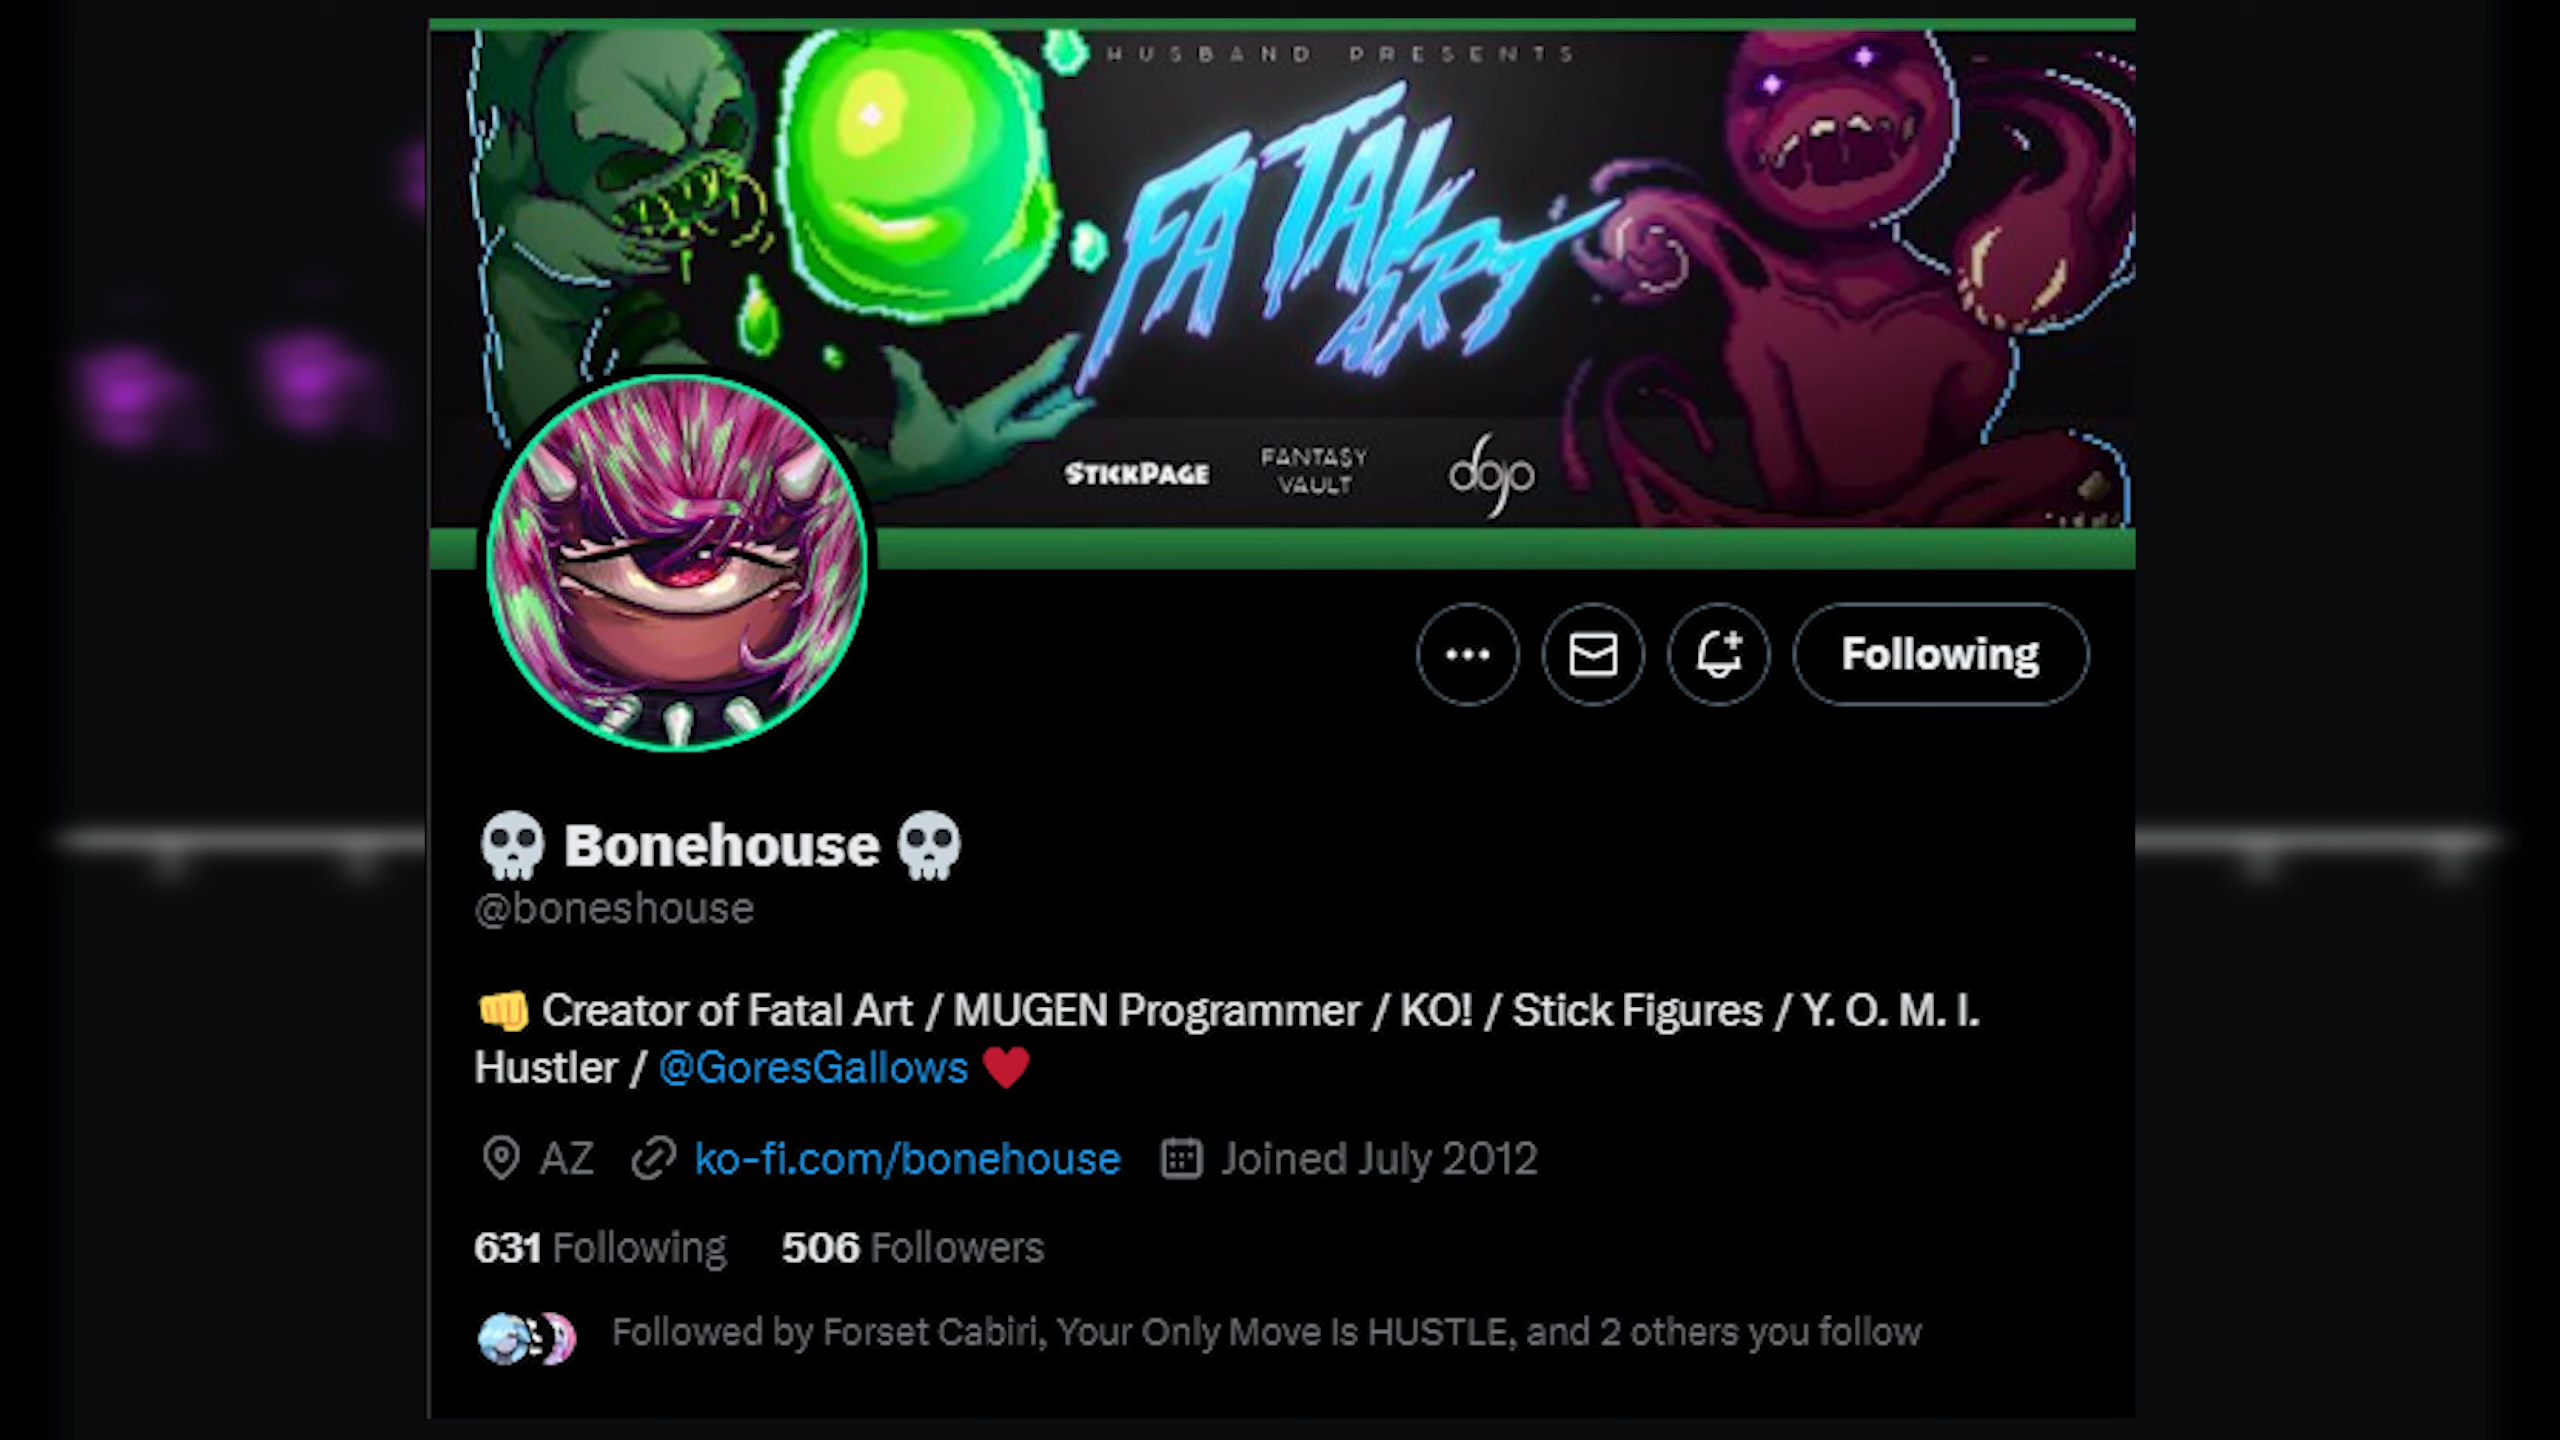 HUSBAND PRESENTS
FATAL
ART
STICKPAGE
FANTASY
VAULT
dojo
Following
💀 Bonehouse 💀
@boneshouse
👊 Creator of Fatal Art / MUGEN Programmer / KO! / Stick Figures / Y. O. M. I.
Hustler / @GoresGallows ♥
AZ ko-fi.com/bonehouse Joined July 2012
631 Following 506 Followers
Followed by Forset Cabiri, Your Only Move Is HUSTLE, and 2 others you follow